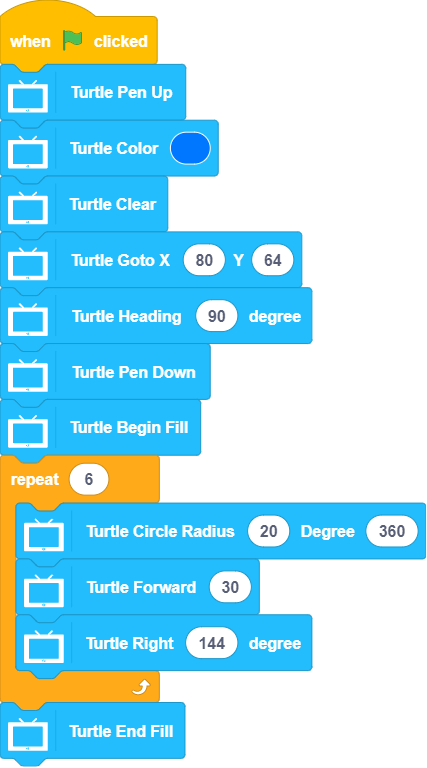 when clicked
Turtle Pen Up
Turtle Color
Turtle Clear
Turtle Goto X 80 Y 64
Turtle Heading 90 degree
Turtle Pen Down
Turtle Begin Fill
repeat 6
Turtle Circle Radius 20 Degree 360
Turtle Forward 30
Turtle Right 144 degree
Turtle End Fill